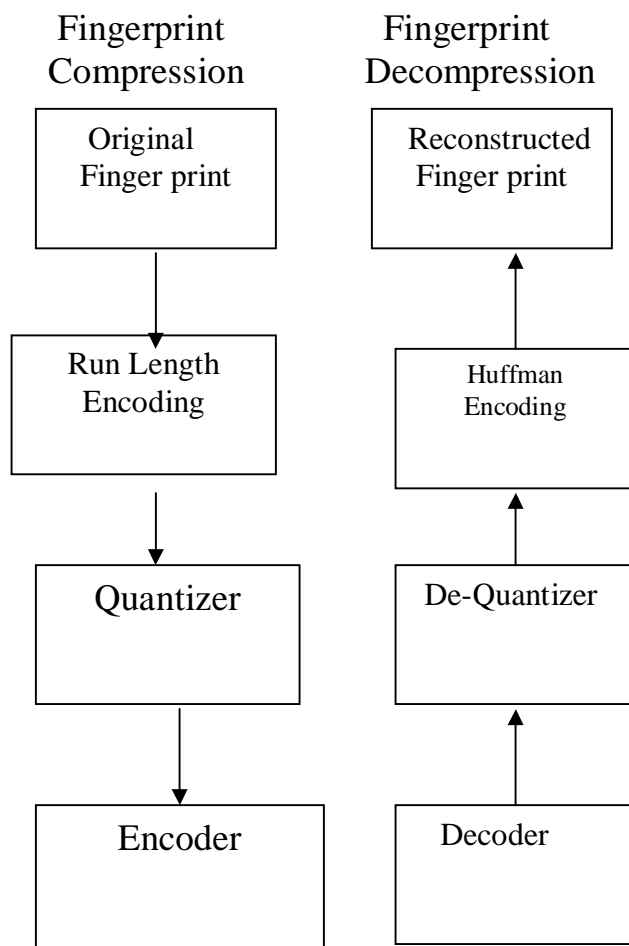 Fingerprint
Compression
Original
Finger print
Run Length
Encoding
Quantizer
Encoder
Fingerprint
Decompression
Reconstructed
Finger print
Huffman
Encoding
De-Quantizer
Decoder